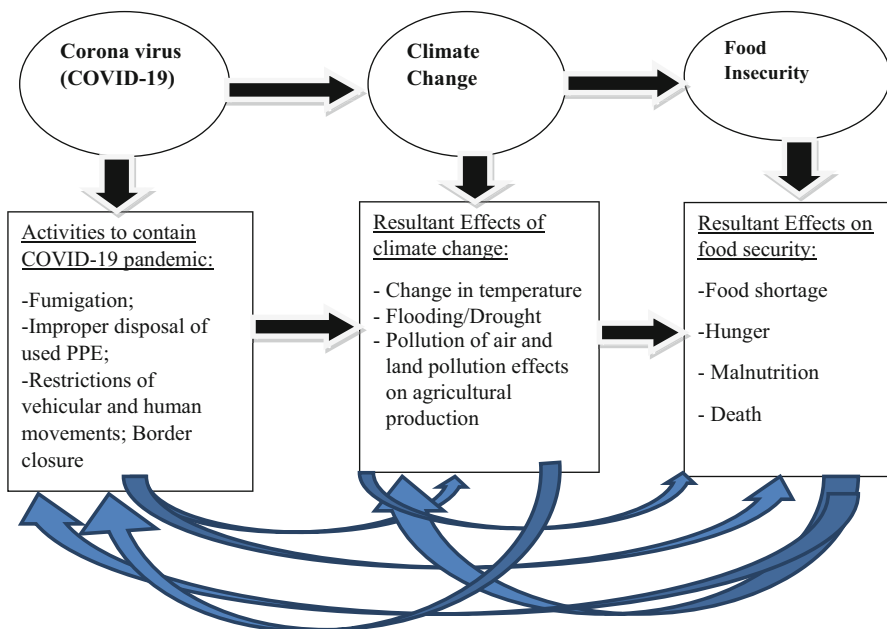 Corona virus
(COVID-19)
Climate
Change
Food
Insecurity
Activities to contain
COVID-19 pandemic:
-Fumigation;
-Improper disposal of
used PPE;
-Restrictions of
vehicular and human
movements; Border
closure
Resultant Effects of
climate change:
- Change in temperature
- Flooding/Drought
- Pollution of air and
land pollution effects
on agricultural
production
Resultant Effects on
food security:
-Food shortage
-Hunger
- Malnutrition
- Death